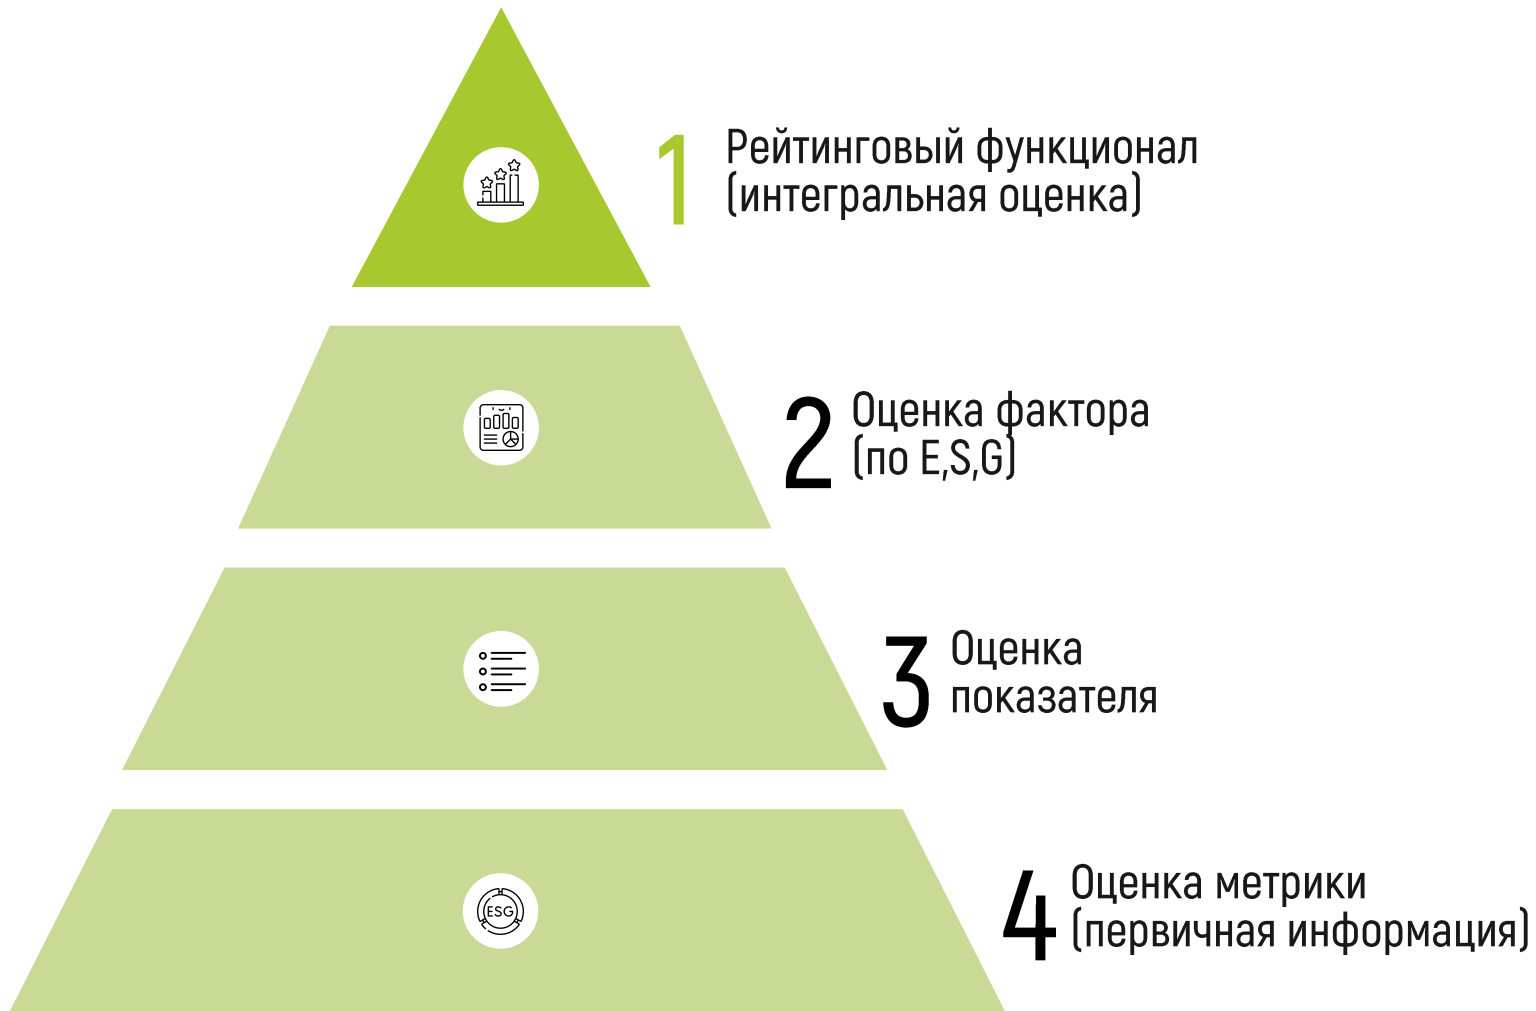 1
Рейтинговый функционал
(интегральная оценка)
2
Оценка фактора
(по E,S,G)
3
Оценка
показателя
ESG
4
Оценка метрики
(первичная информация)